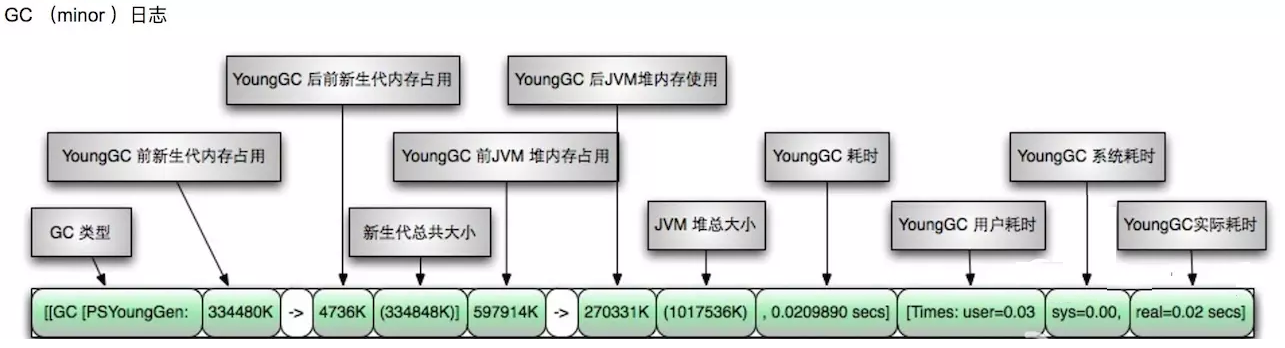 GC （minor ）日志
YoungGC 后前新生代内存占用
YoungGC 后JVM堆内存使用
YoungGC 前新生代内存占用
YoungGC 前JVM 堆内存占用
YoungGC 耗时
YoungGC 系统耗时
GC 类型
新生代总共大小
JVM 堆总大小
YoungGC 用户耗时
YoungGC实际耗时
[[GC [PSYoungGen: 334480K -> 4736K (334848K)] 597914K -> 270331K (1017536K) , 0.0209890 secs] [Times: user=0.03 sys=0.00, real=0.02 secs]